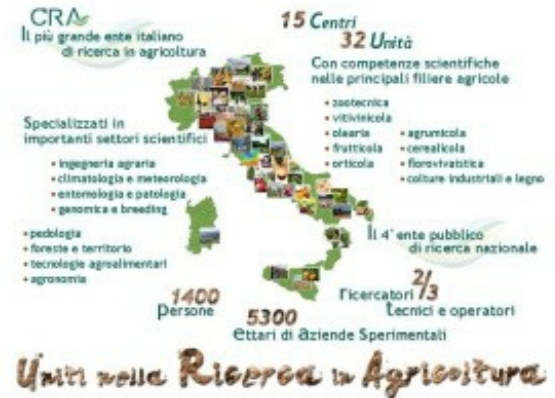 CRA
Il più grande ente italiano
di ricerca in agricoltura
15 Centri
32 Unità
Con competenze scientifiche
nelle principali filiere agricole
• zootecnica
• vitivinicola
• olearia
• frutticola
• orticola
• agrumicola
• cerealicola
• florovivaistica
• colture industriali e legno
Specializzati in
importanti settori scientifici
• ingegneria agraria
• climatologia e meteorologia
• entomologia e patologia
• genomica e breeding
• pedologia
• foreste e territorio
• tecnologie agroalimentari
• agronomia
Il 4° ente pubblico
di ricerca nazionale
1400
Persone
5300
ettari di aziende Sperimentali
ricercatori 2/3
tecnici e operatori
Uniti nella Ricerca in Agricoltura